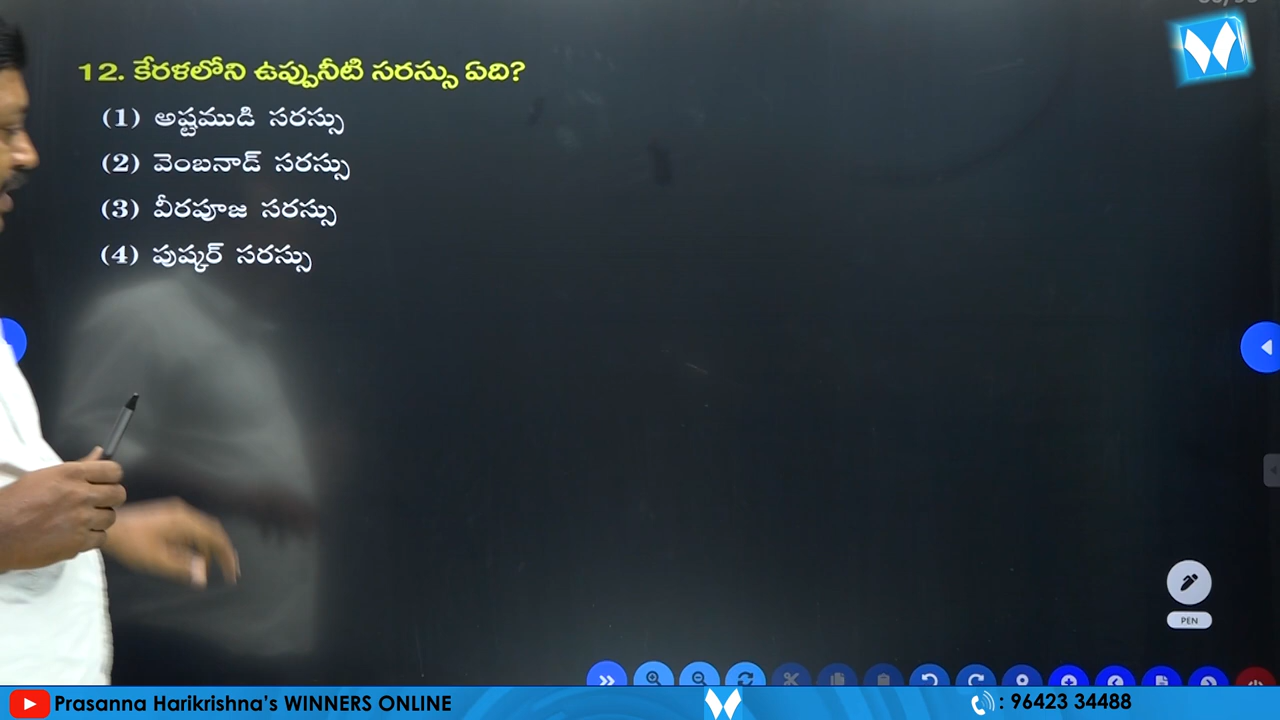 12. కేరళలోని ఉప్పునీటి సరస్సు ఏది?
(1) అష్టముడి సరస్సు
(2) వెంబనాడ్ సరస్సు
(3) వీరపూజ సరస్సు
(4) పుష్కర్ సరస్సు
PEN
Prasanna Harikrishna's WINNERS ONLINE
: 96423 34488